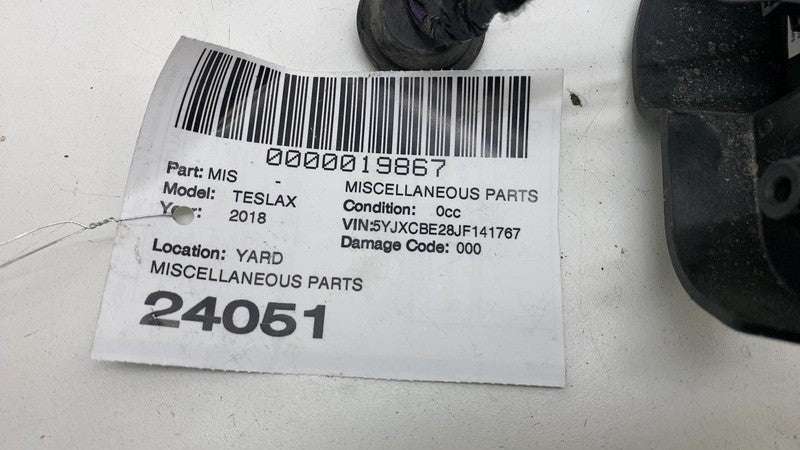 0000019867
Part: MIS -
MISCELLANEOUS PARTS
Model: TESLAX
Condition: 0cc
Year: 2018
VIN:5YJXCBE28JF141767
Damage Code: 000
Location: YARD
MISCELLANEOUS PARTS
24051